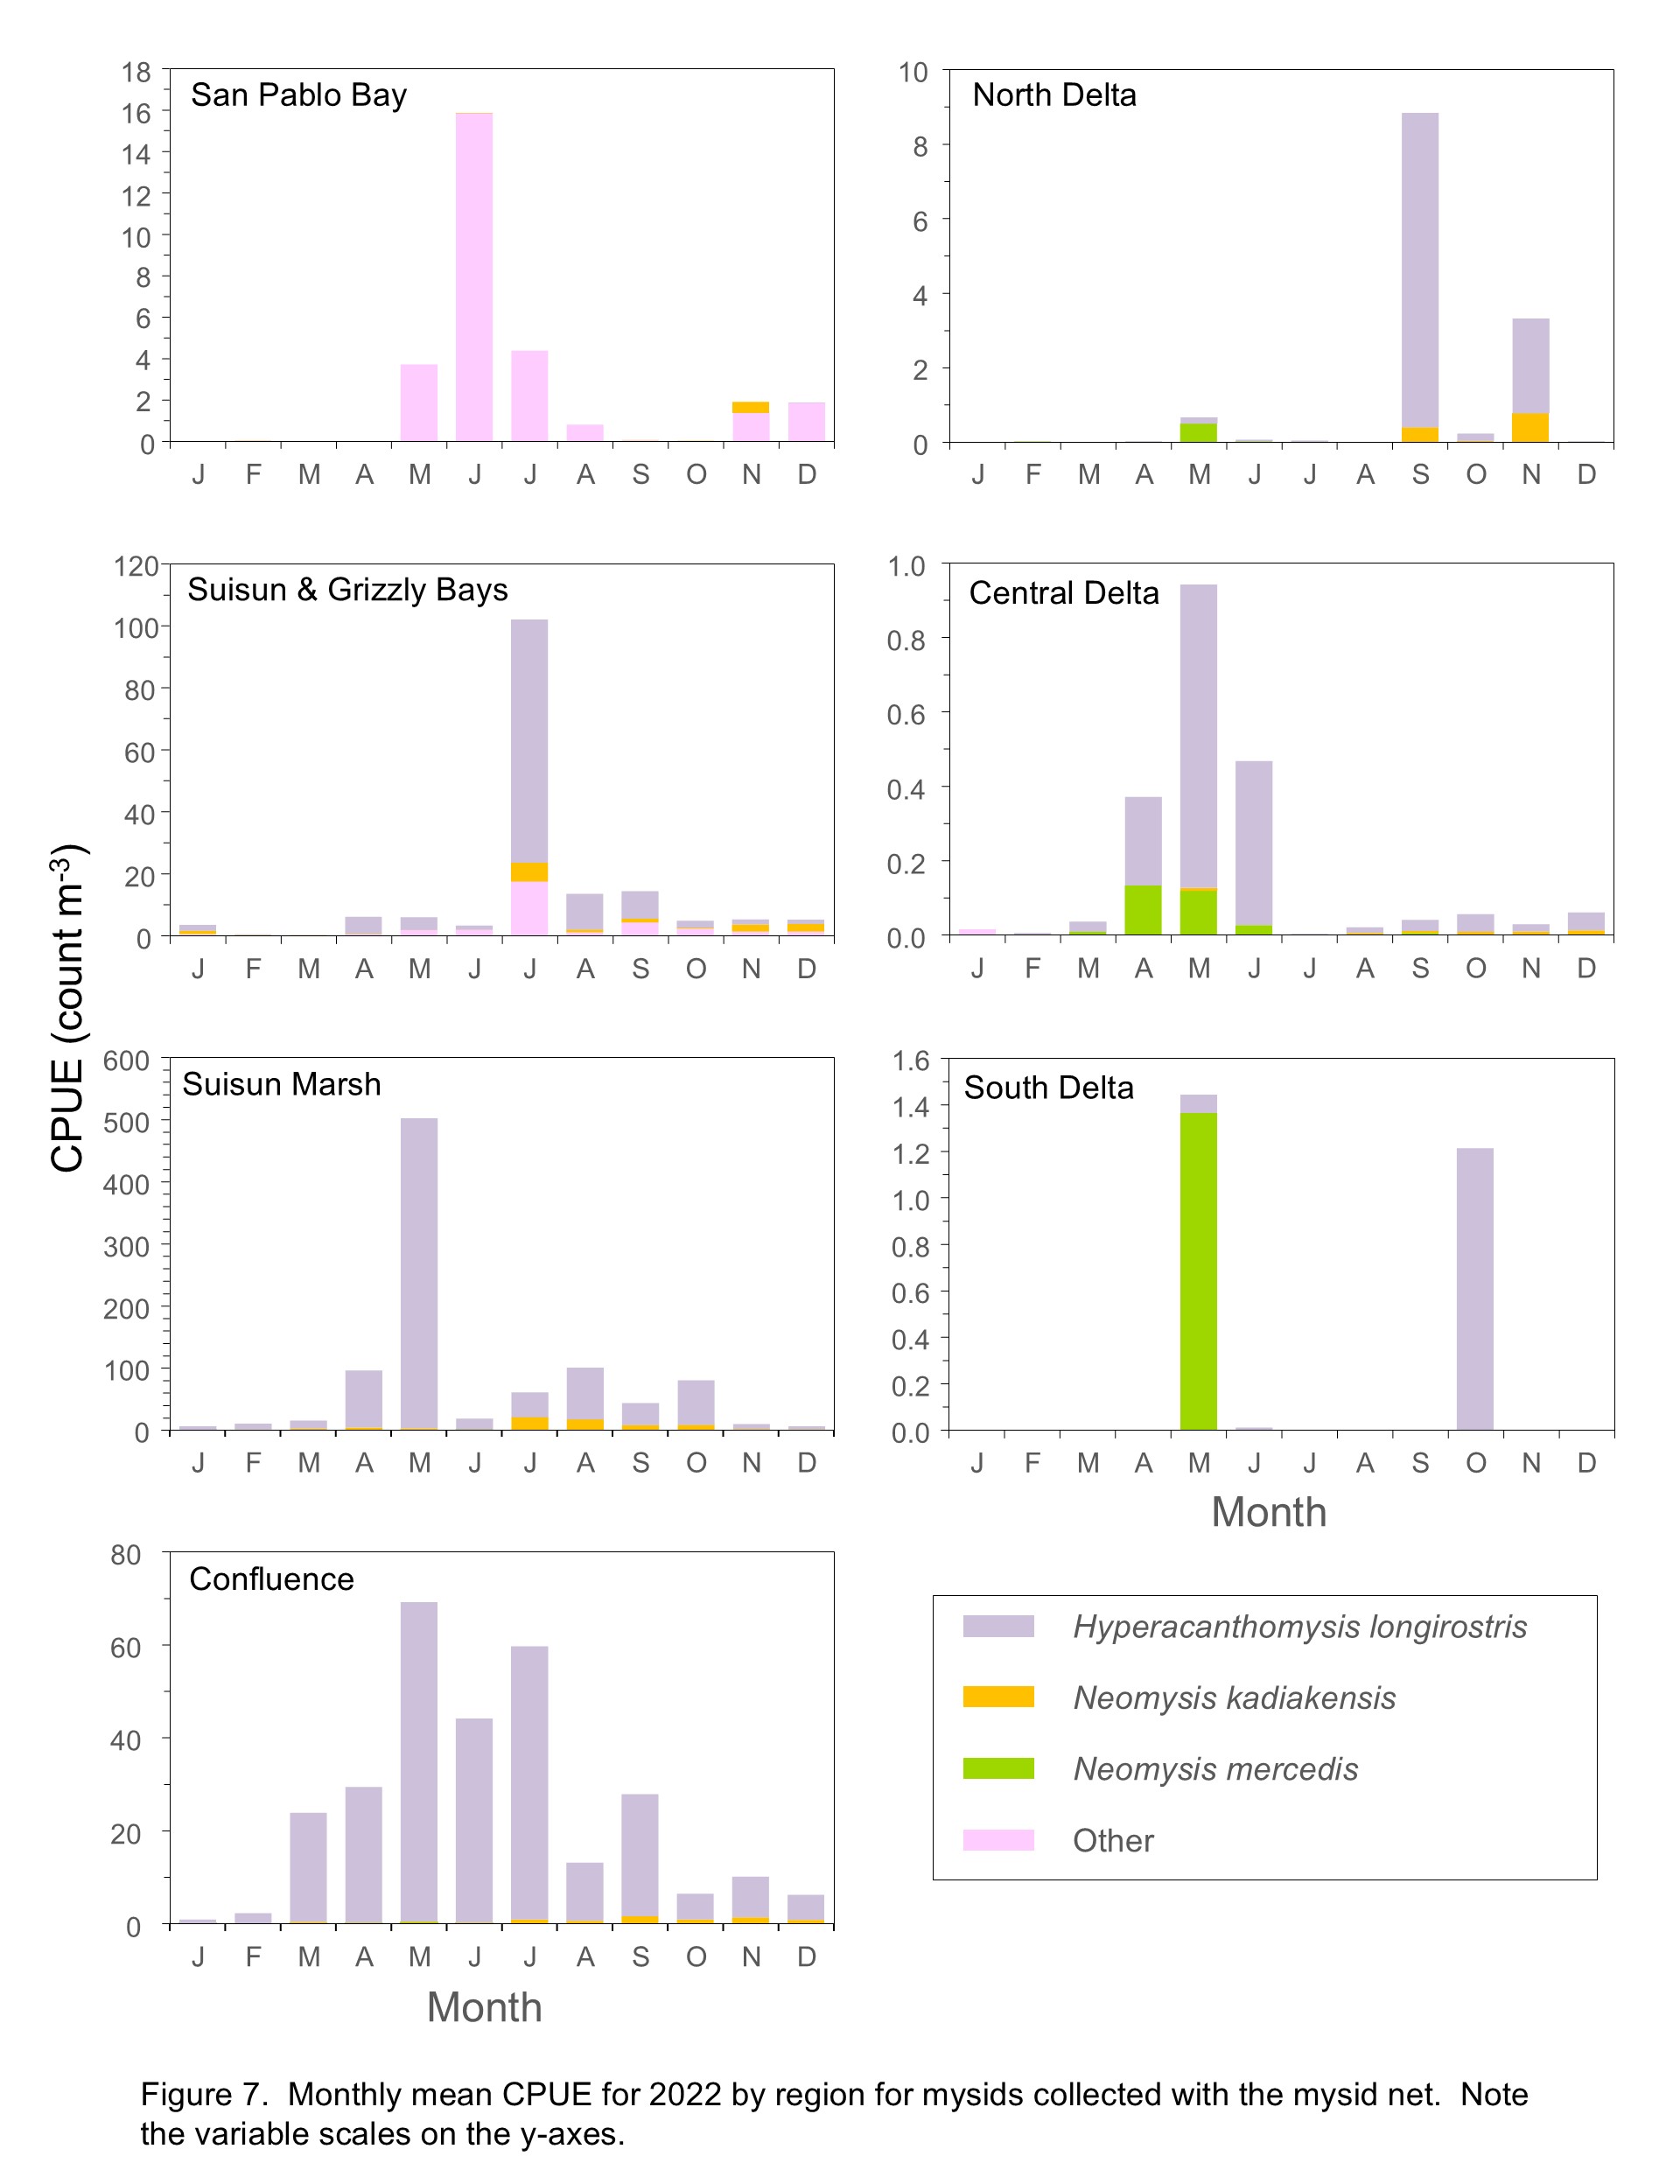 CPUE (count m-3)
San Pablo Bay
18
16
14
12
10
8
6
4
2
0
J F M A M J J A S O N D
North Delta
10
8
6
4
2
0
J F M A M J J A S O N D
Suisun & Grizzly Bays
120
100
80
60
40
20
0
J F M A M J J A S O N D
Central Delta
1.0
0.8
0.6
0.4
0.2
0.0
J F M A M J J A S O N D
Suisun Marsh
600
500
400
300
200
100
0
J F M A M J J A S O N D
South Delta
1.6
1.4
1.2
1.0
0.8
0.6
0.4
0.2
0.0
J F M A M J J A S O N D
Month
Confluence
80
60
40
20
0
J F M A M J J A S O N D
Month
Hyperacanthomysis longirostris
Neomysis kadiakensis
Neomysis mercedis
Other
Figure 7.  Monthly mean CPUE for 2022 by region for mysids collected with the mysid net.  Note
the variable scales on the y-axes.